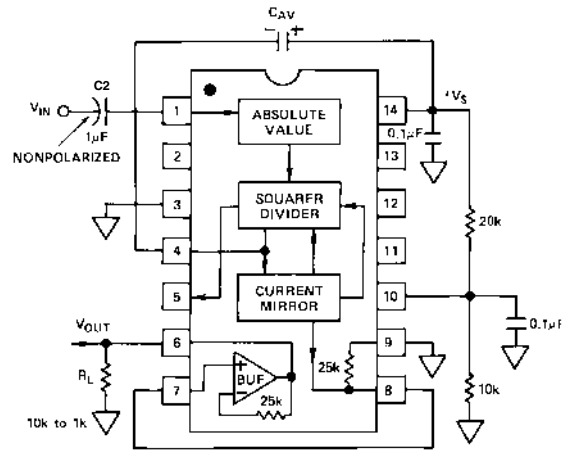 CAV
− +
VIN
C2
1μF
NONPOLARIZED
1
ABSOLUTE
VALUE
14
+VS
0.1μF
2
13
3
SQUARER
DIVIDER
12
20k
4
11
5
CURRENT
MIRROR
10
0.1μF
VOUT
6
9
RL
7
+
−
BUF
25k
25k
8
10k
10k to 1k